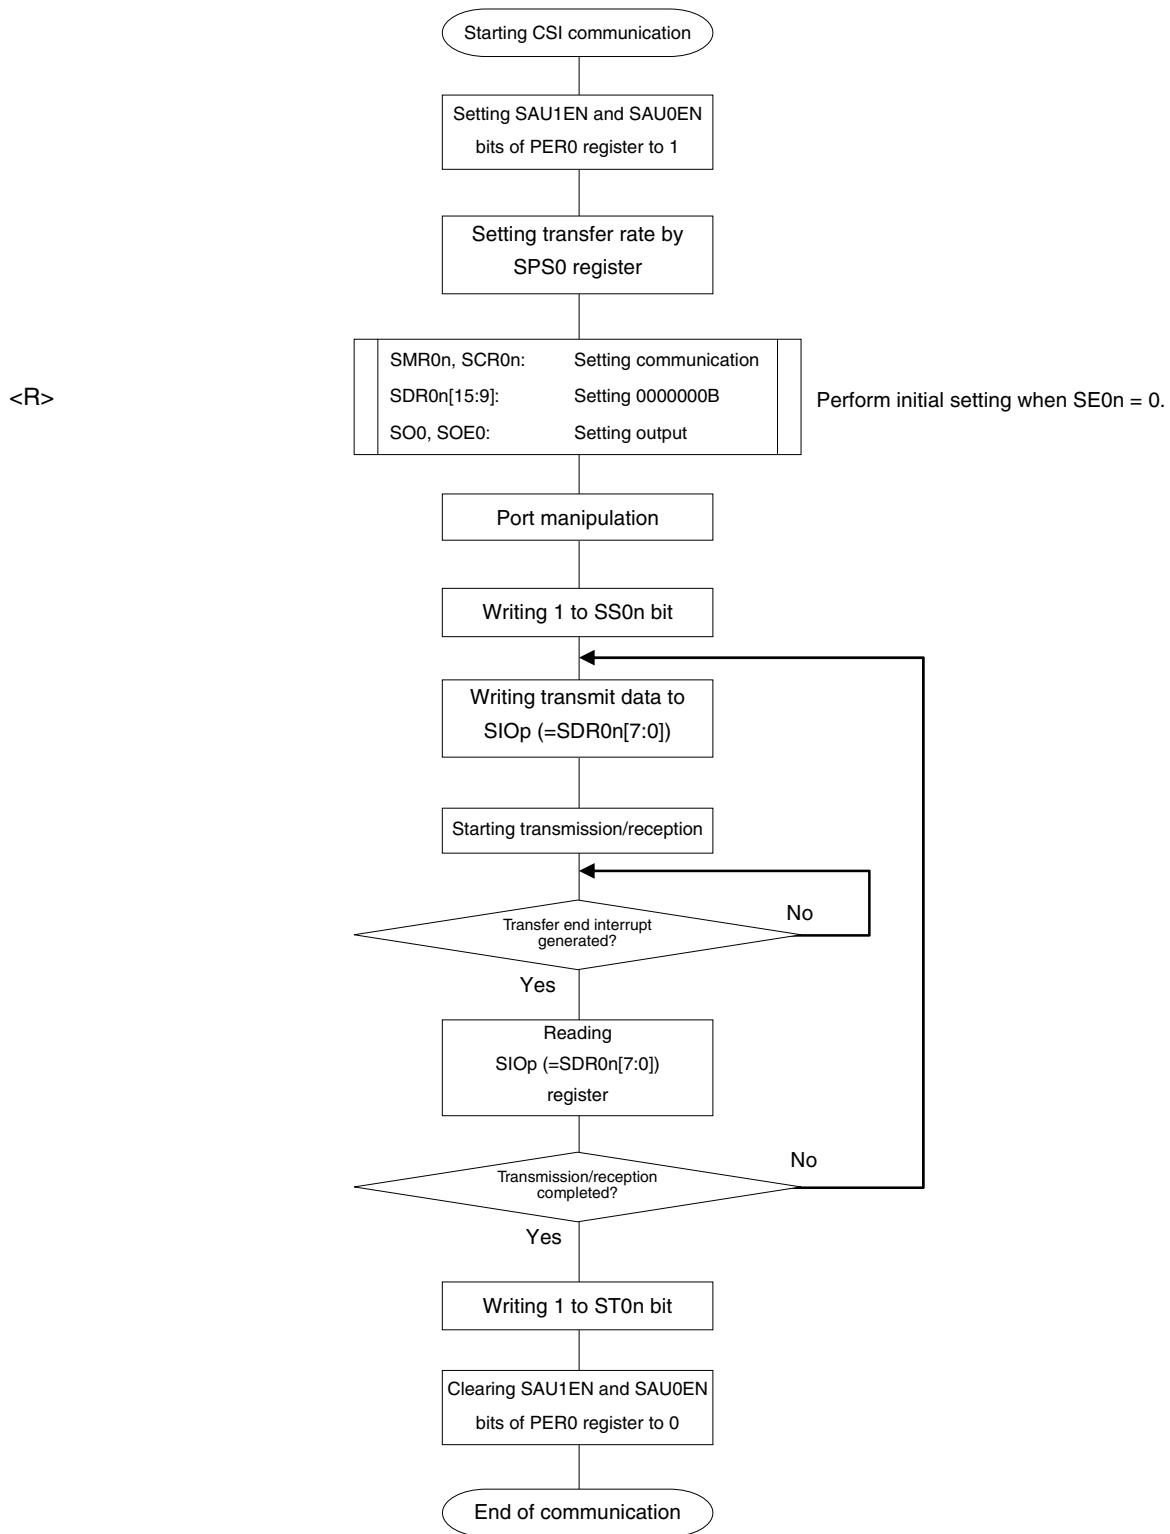 Starting CSI communication
Setting SAU1EN and SAU0EN
bits of PER0 register to 1
Setting transfer rate by
SPS0 register
<R>
SMR0n, SCR0n: Setting communication
SDR0n[15:9]: Setting 0000000B
SO0, SOE0: Setting output
Perform initial setting when SE0n = 0.
Port manipulation
Writing 1 to SS0n bit
Writing transmit data to
SIOp (=SDR0n[7:0])
Starting transmission/reception
Transfer end interrupt
generated?
No
Yes
Reading
SIOp (=SDR0n[7:0])
register
Transmission/reception
completed?
No
Yes
Writing 1 to ST0n bit
Clearing SAU1EN and SAU0EN
bits of PER0 register to 0
End of communication